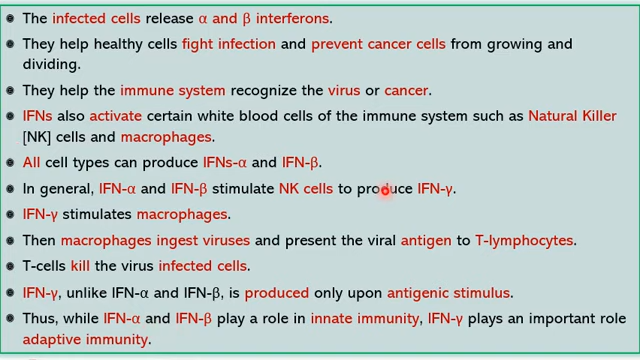 The infected cells release α and β interferons.
They help healthy cells fight infection and prevent cancer cells from growing and
dividing.
They help the immune system recognize the virus or cancer.
IFNs also activate certain white blood cells of the immune system such as Natural Killer
[NK] cells and macrophages.
All cell types can produce IFNs-α and IFN-β.
In general, IFN-α and IFN-β stimulate NK cells to produce IFN-γ.
IFN-γ stimulates macrophages.
Then macrophages ingest viruses and present the viral antigen to T-lymphocytes.
T-cells kill the virus infected cells.
IFN-γ, unlike IFN-α and IFN-β, is produced only upon antigenic stimulus.
Thus, while IFN-α and IFN-β play a role in innate immunity, IFN-γ plays an important role
adaptive immunity.